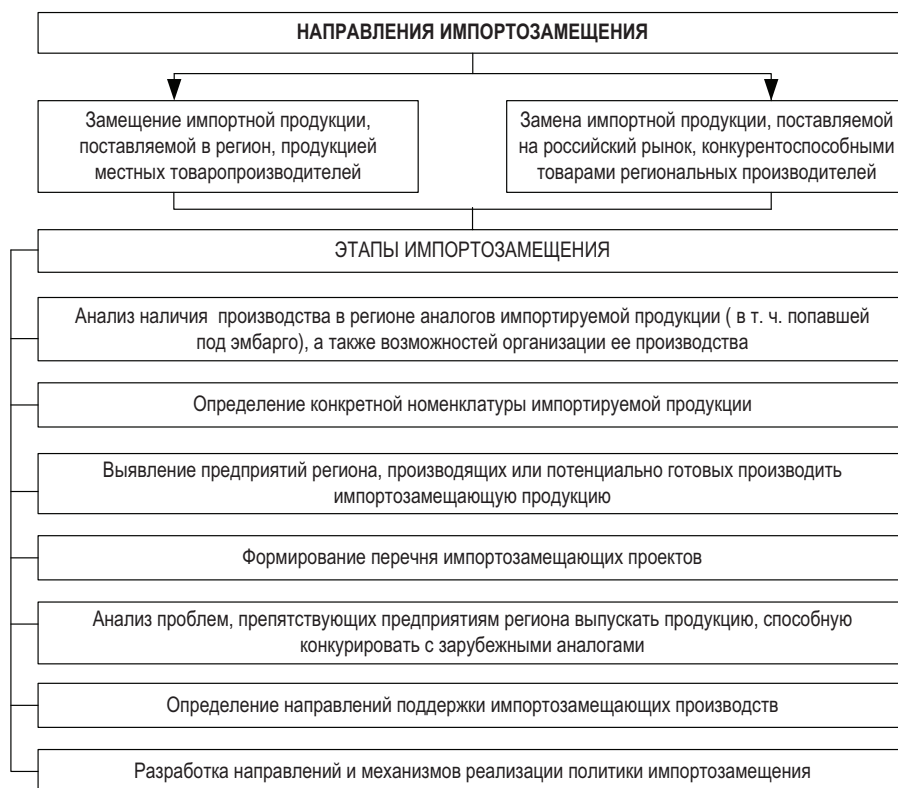 НАПРАВЛЕНИЯ ИМПОРТОЗАМЕЩЕНИЯ
Замещение импортной продукции,
поставляемой в регион, продукцией
местных товаропроизводителей
Замена импортной продукции, поставляемой
на российский рынок, конкурентоспособными
товарами региональных производителей
ЭТАПЫ ИМПОРТОЗАМЕЩЕНИЯ
Анализ наличия производства в регионе аналогов импортируемой продукции ( в т. ч. попавшей
под эмбарго), а также возможностей организации ее производства
Определение конкретной номенклатуры импортируемой продукции
Выявление предприятий региона, производящих или потенциально готовых производить
импортозамещающую продукцию
Формирование перечня импортозамещающих проектов
Анализ проблем, препятствующих предприятиям региона выпускать продукцию, способную
конкурировать с зарубежными аналогами
Определение направлений поддержки импортозамещающих производств
Разработка направлений и механизмов реализации политики импортозамещения